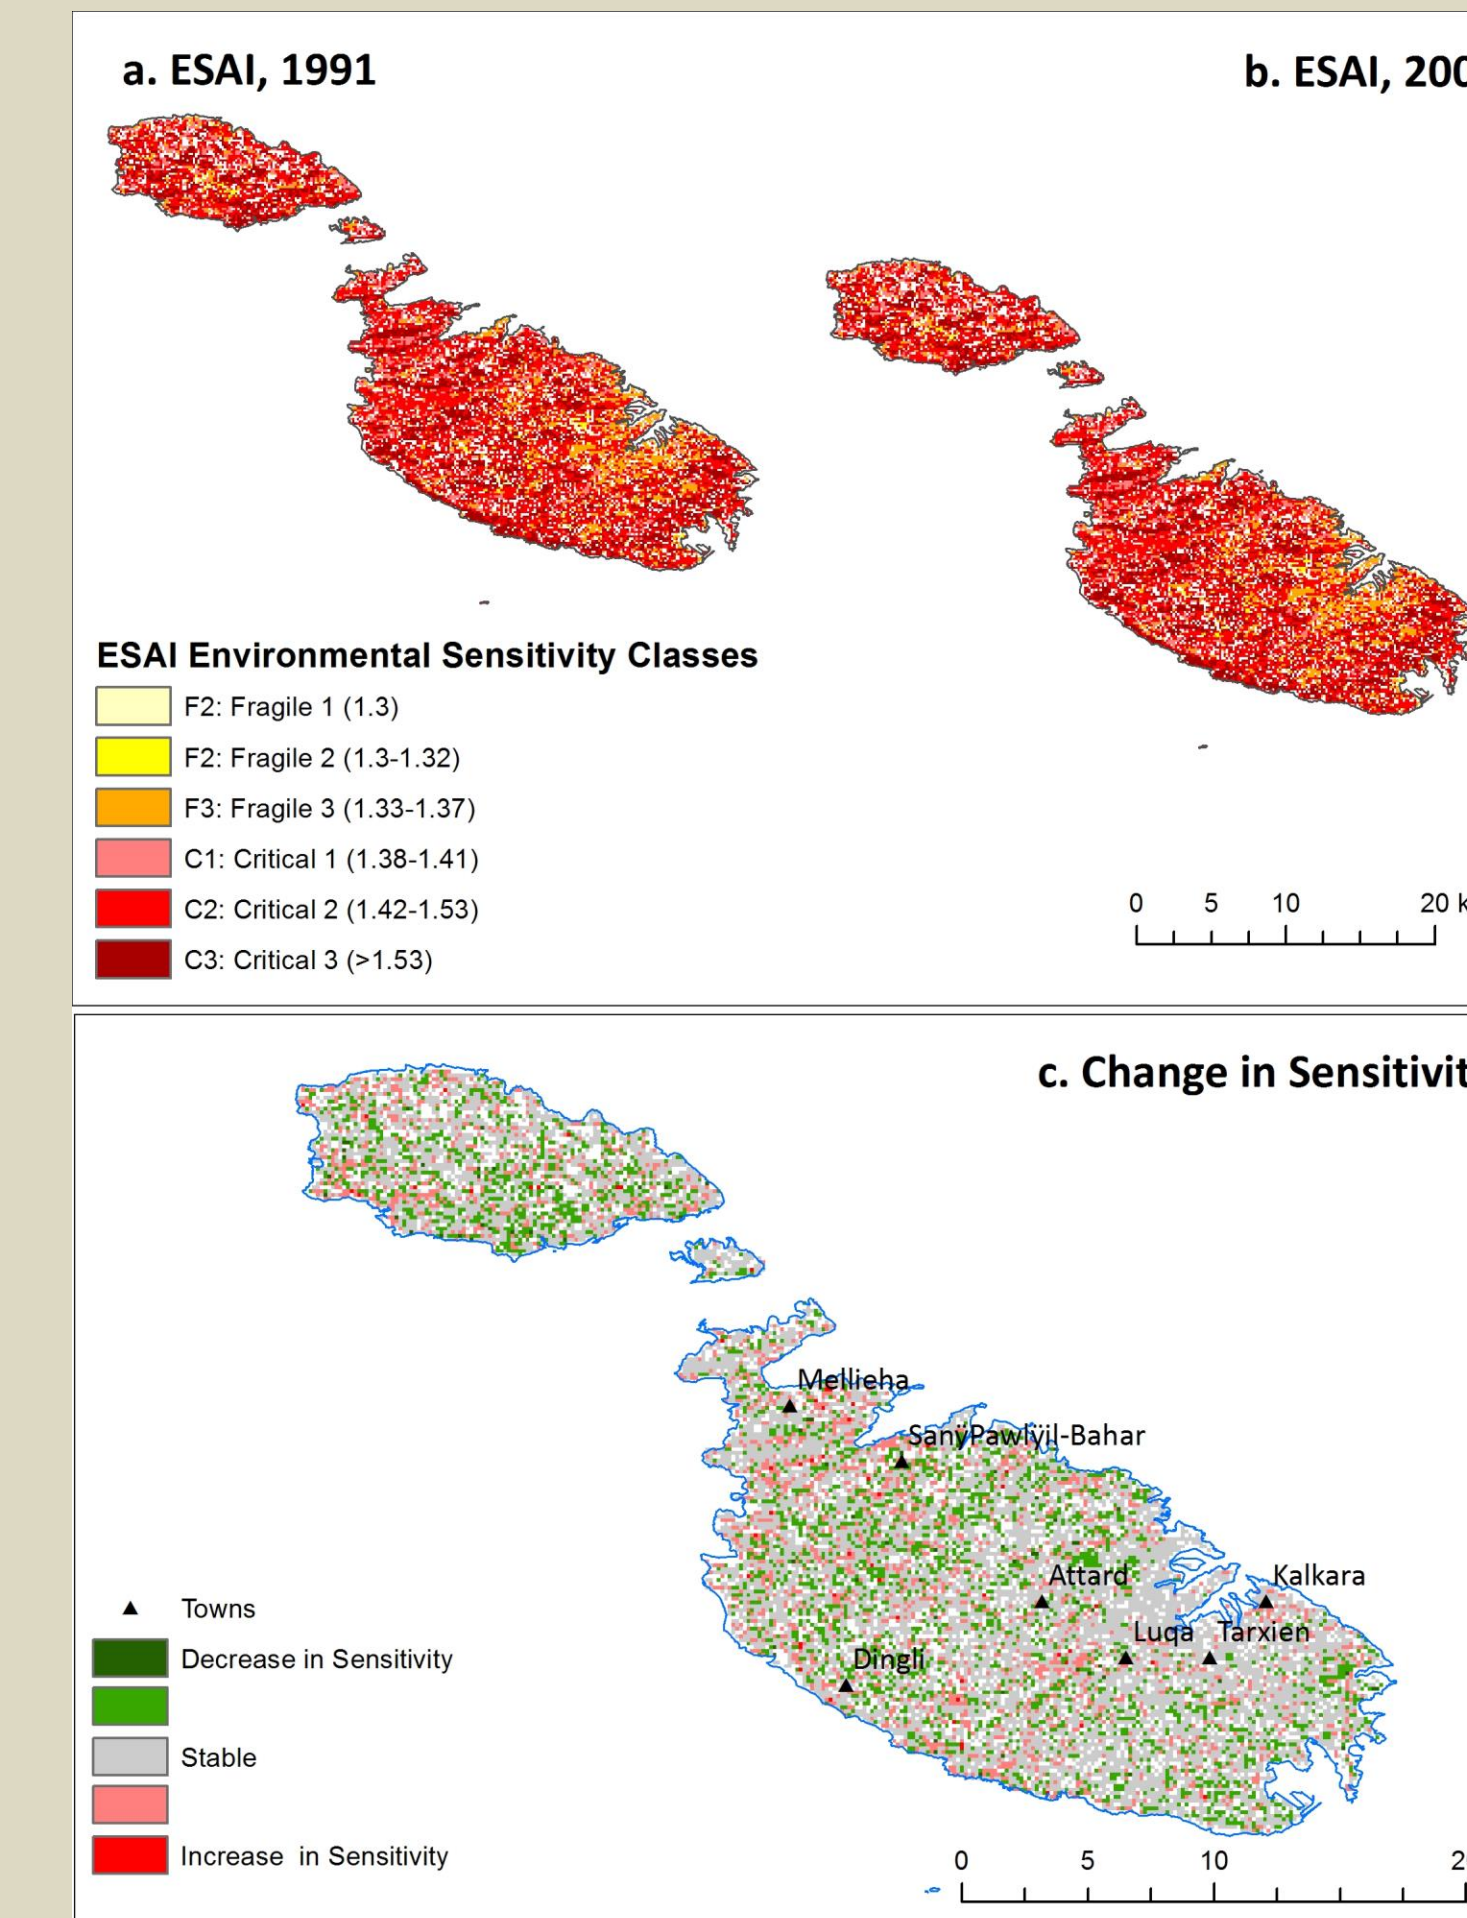 a. ESAI, 1991
b. ESAI, 200
ESAI Environmental Sensitivity Classes
F2: Fragile 1 (1.3)
F2: Fragile 2 (1.3-1.32)
F3: Fragile 3 (1.33-1.37)
C1: Critical 1 (1.38-1.41)
C2: Critical 2 (1.42-1.53)
C3: Critical 3 (>1.53)
0 5 10 20 k
c. Change in Sensitivit
Mellieha
SanÿPawlÿil-Bahar
Attard
Kalkara
Luqa
Tarxien
Dingli
Towns
Decrease in Sensitivity
Stable
Increase in Sensitivity
0 5 10 2